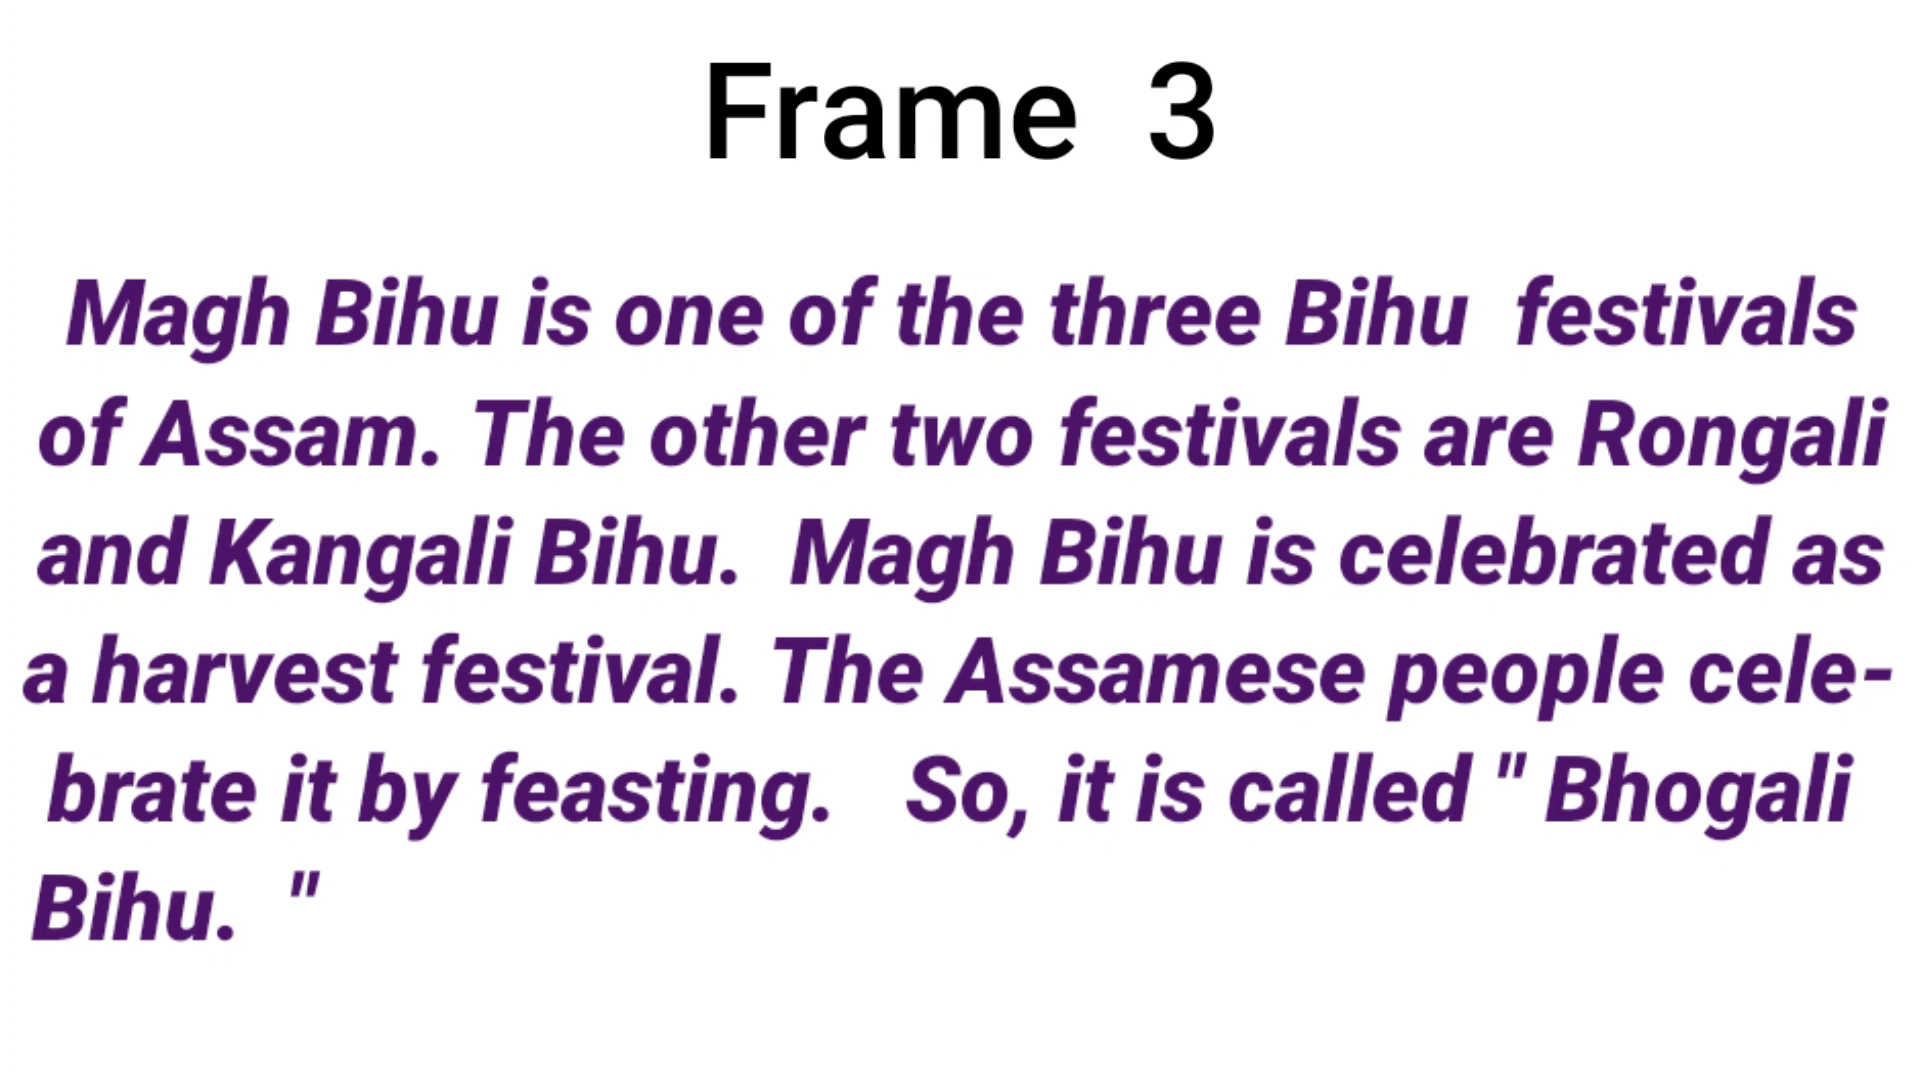 Frame 3
Magh Bihu is one of the three Bihu festivals
of Assam. The other two festivals are Rongali
and Kangali Bihu. Magh Bihu is celebrated as
a harvest festival. The Assamese people cele-
brate it by feasting. So, it is called " Bhogali
Bihu. "